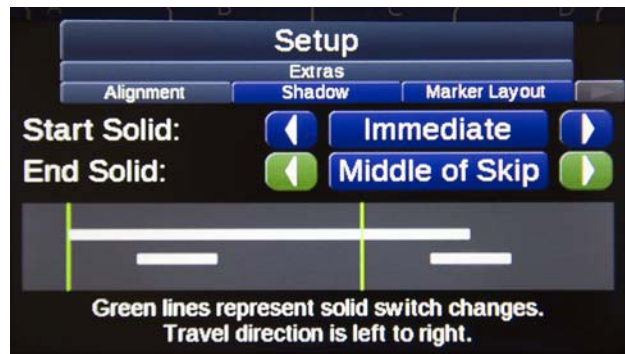 A B C D
Setup
Extras
Alignment Shadow Marker Layout
Start Solid: Immediate
End Solid: Middle of Skip
Green lines represent solid switch changes.
Travel direction is left to right.